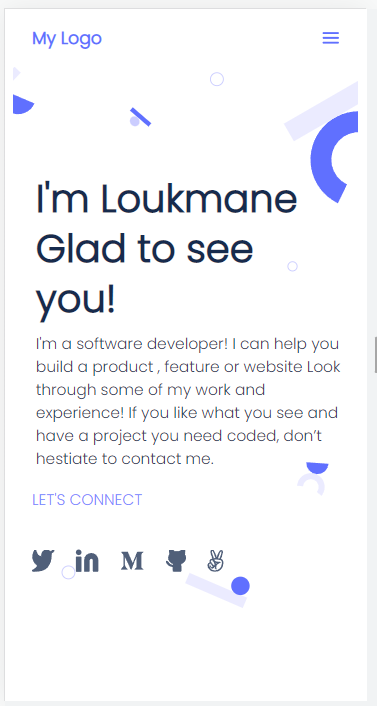 My Logo
I'm Loukmane
Glad to see
you!
I'm a software developer! I can help you
build a product , feature or website Look
through some of my work and
experience! If you like what you see and
have a project you need coded, don’t
hestiate to contact me.
LET'S CONNECT